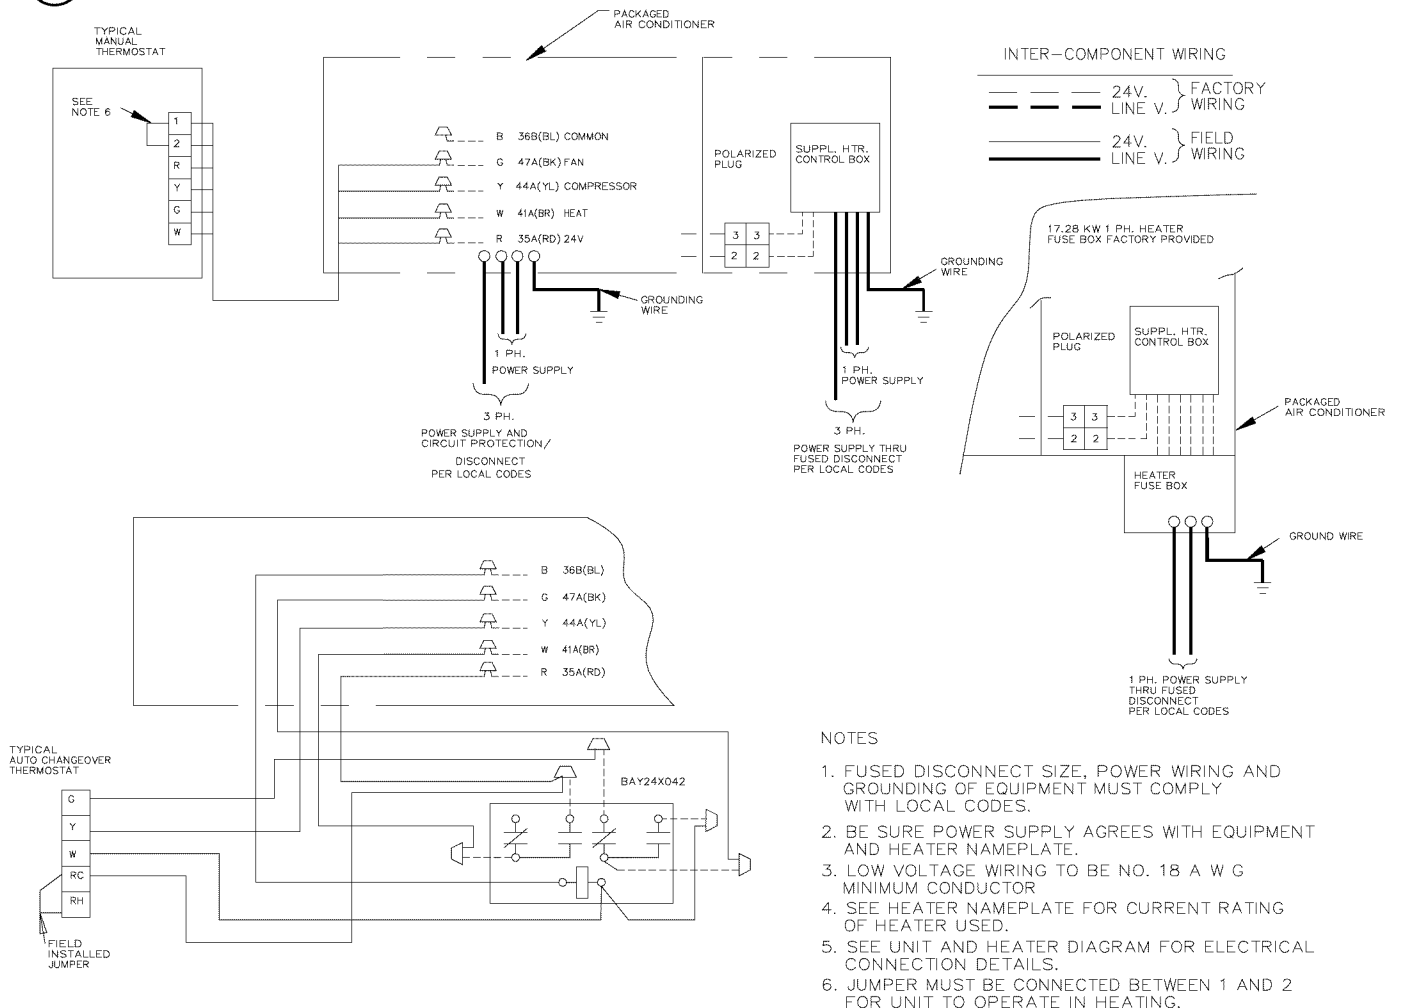 PACKAGED
AIR CONDITIONER
TYPICAL
MANUAL
THERMOSTAT
SEE
NOTE 6
1
2
R
Y
G
W
B 36B(BL) COMMON
G 47A(BK) FAN
Y 44A(YL) COMPRESSOR
W 41A(BR) HEAT
R 35A(RD) 24V
GROUNDING
WIRE
1 PH.
POWER SUPPLY
3 PH.
POWER SUPPLY AND
CIRCUIT PROTECTION/
DISCONNECT
PER LOCAL CODES
POLARIZED
PLUG
SUPPL. HTR.
CONTROL BOX
3 3
2 2
GROUNDING
WIRE
1 PH.
POWER SUPPLY
3 PH.
POWER SUPPLY THRU
FUSED DISCONNECT
PER LOCAL CODES
INTER-COMPONENT WIRING
24V.
LINE V.
FACTORY
WIRING
24V.
LINE V.
FIELD
WIRING
17.28 KW 1 PH. HEATER
FUSE BOX FACTORY PROVIDED
POLARIZED
PLUG
SUPPL. HTR.
CONTROL BOX
3 3
2 2
PACKAGED
AIR CONDITIONER
HEATER
FUSE BOX
GROUND WIRE
1 PH. POWER SUPPLY
THRU FUSED
DISCONNECT
PER LOCAL CODES
B 36B(BL)
G 47A(BK)
Y 44A(YL)
W 41A(BR)
R 35A(RD)
TYPICAL
AUTO CHANGEOVER
THERMOSTAT
G
Y
W
RC
RH
FIELD
INSTALLED
JUMPER
BAY24X042
NOTES
1. FUSED DISCONNECT SIZE, POWER WIRING AND
GROUNDING OF EQUIPMENT MUST COMPLY
WITH LOCAL CODES.
2. BE SURE POWER SUPPLY AGREES WITH EQUIPMENT
AND HEATER NAMEPLATE.
3. LOW VOLTAGE WIRING TO BE NO. 18 A W G
MINIMUM CONDUCTOR
4. SEE HEATER NAMEPLATE FOR CURRENT RATING
OF HEATER USED.
5. SEE UNIT AND HEATER DIAGRAM FOR ELECTRICAL
CONNECTION DETAILS.
6. JUMPER MUST BE CONNECTED BETWEEN 1 AND 2
FOR UNIT TO OPERATE IN HEATING.